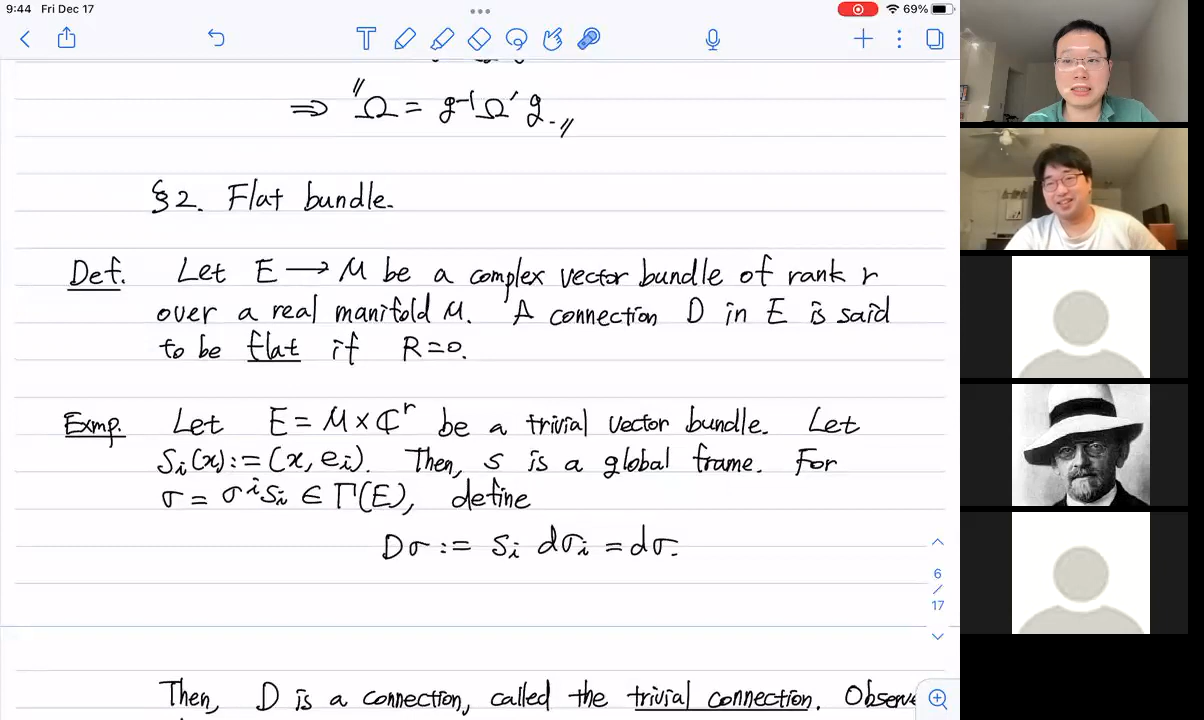 9:44 Fri Dec 17
69%
⇒ "Ω = g⁻¹Ω′g.〃
§2. Flat bundle.
Def. Let E → M be a complex vector bundle of rank r
over a real manifold M. A connection D in E is said
to be flat if R=0.
Exmp. Let E = M × ℂʳ be a trivial vector bundle. Let
Sᵢ(x) := (x, eᵢ). Then, s is a global frame. For
σ = σⁱsᵢ ∈ Γ(E), define
Dσ := Sᵢ dσᵢ = dσ.
6
/
17
Then, D is a connection, called the trivial connection. Observe